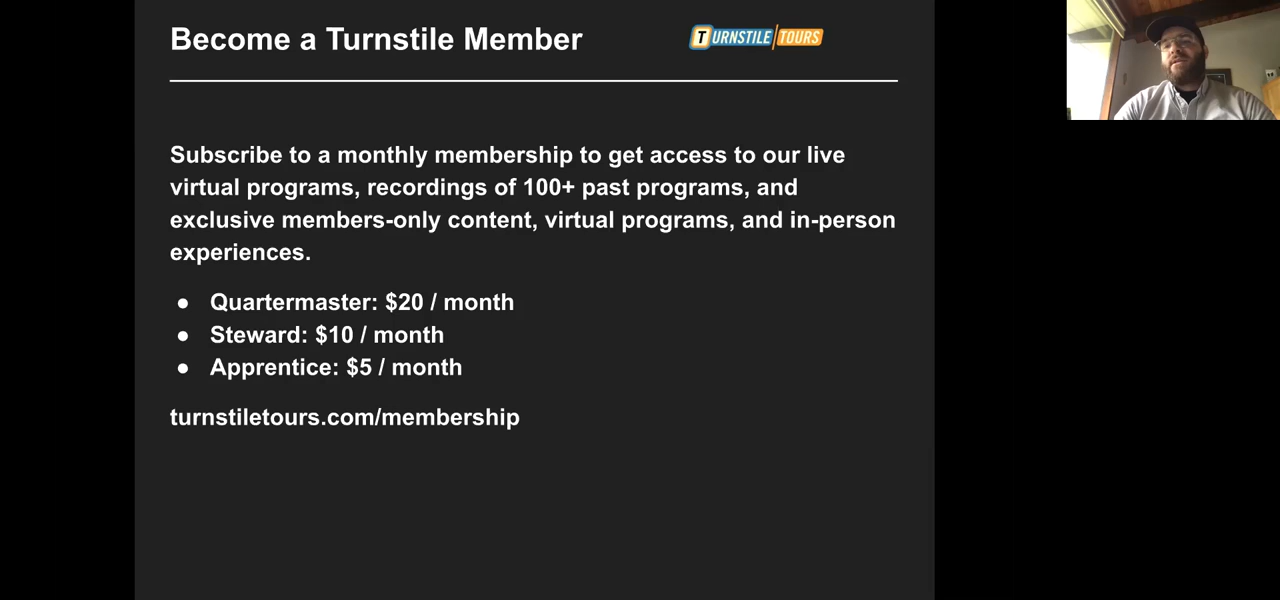 Become a Turnstile Member
TURNSTILE TOURS
Subscribe to a monthly membership to get access to our live
virtual programs, recordings of 100+ past programs, and
exclusive members-only content, virtual programs, and in-person
experiences.
● Quartermaster: $20 / month
● Steward: $10 / month
● Apprentice: $5 / month
turnstiletours.com/membership